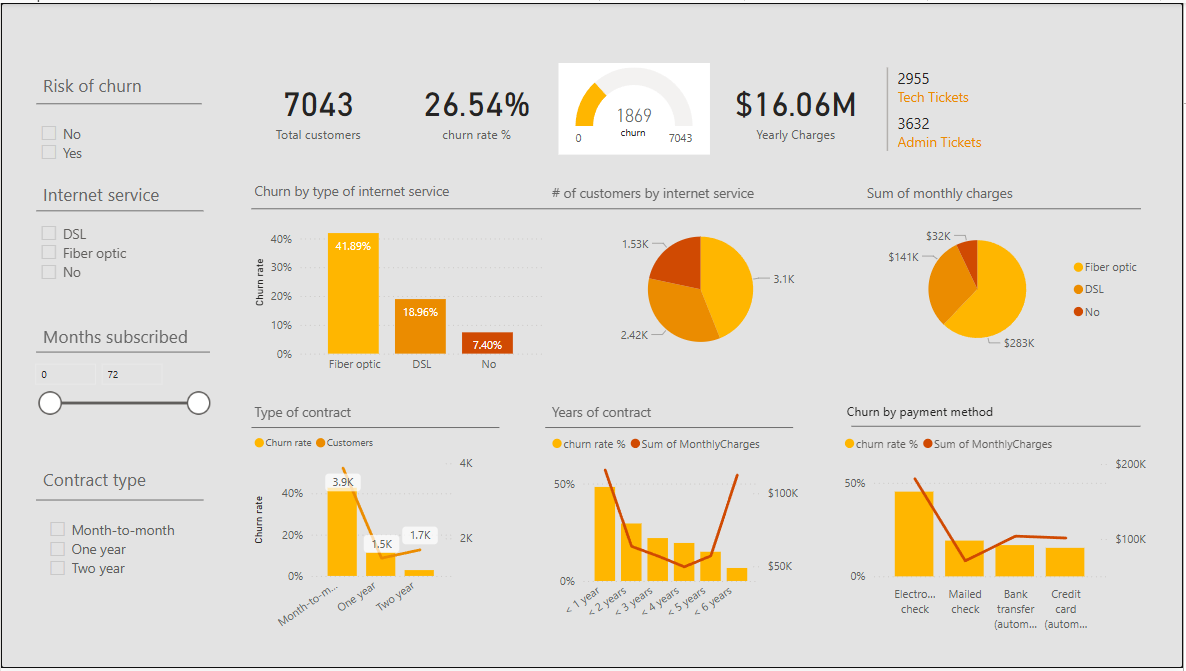 Risk of churn
No
Yes
Internet service
DSL
Fiber optic
No
Months subscribed
0 72
Contract type
Month-to-month
One year
Two year
7043
Total customers
26.54%
churn rate %
1869
churn
0 7043
$16.06M
Yearly Charges
2955
Tech Tickets
3632
Admin Tickets
Churn by type of internet service
Churn rate
40%
30%
20%
10%
0%
41.89%
18.96%
7.40%
Fiber optic DSL No
# of customers by internet service
1.53K
3.1K
2.42K
Sum of monthly charges
$32K
$141K
$283K
Fiber optic
DSL
No
Type of contract
Churn rate Customers
Churn rate
40%
20%
0%
4K
2K
3.9K
1.5K
1.7K
Month-to-m... One year Two year
Years of contract
churn rate % Sum of MonthlyCharges
50%
0%
$100K
$50K
< 1 year < 2 years < 3 years < 4 years < 5 years < 6 years
Churn by payment method
churn rate % Sum of MonthlyCharges
50%
0%
$200K
$100K
Electro...
check
Mailed
check
Bank
transfer
(autom...
Credit
card
(autom...